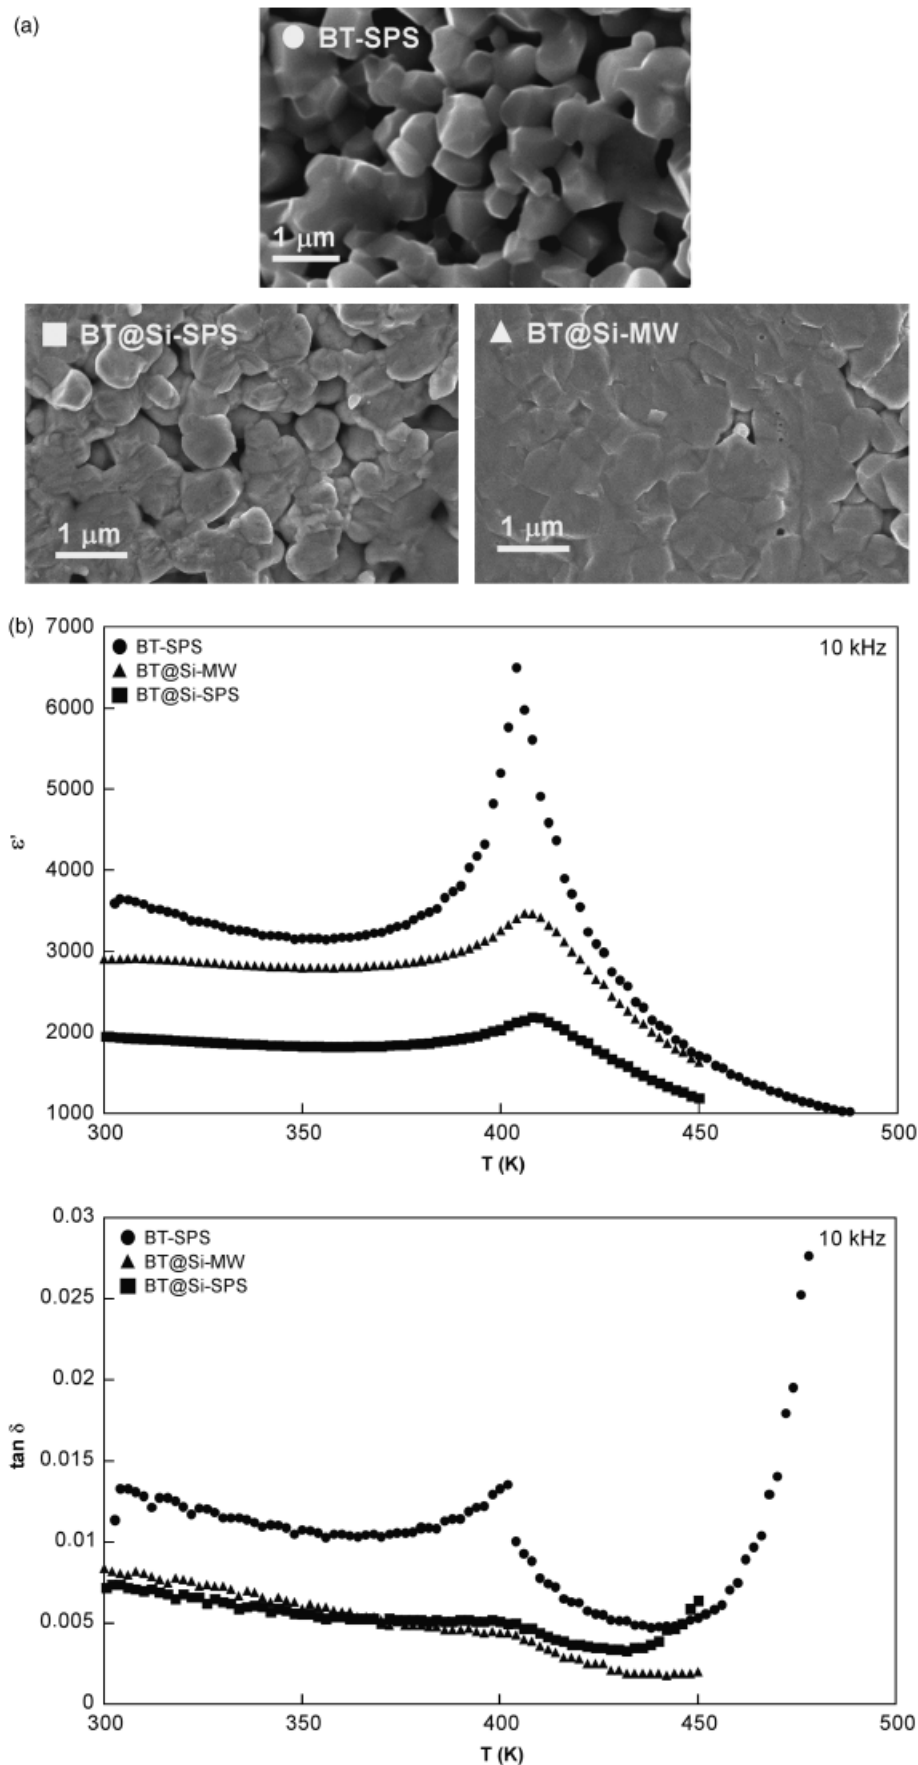 (a)
● BT-SPS
1 μm
■ BT@Si-SPS
1 μm
▲ BT@Si-MW
1 μm
(b)
7000
6000
5000
4000
3000
2000
1000
ε'
● BT-SPS
▲ BT@Si-MW
■ BT@Si-SPS
10 kHz
300 350 400 450 500
T (K)
0.03
0.025
0.02
0.015
0.01
0.005
0
tan δ
● BT-SPS
▲ BT@Si-MW
■ BT@Si-SPS
10 kHz
300 350 400 450 500
T (K)